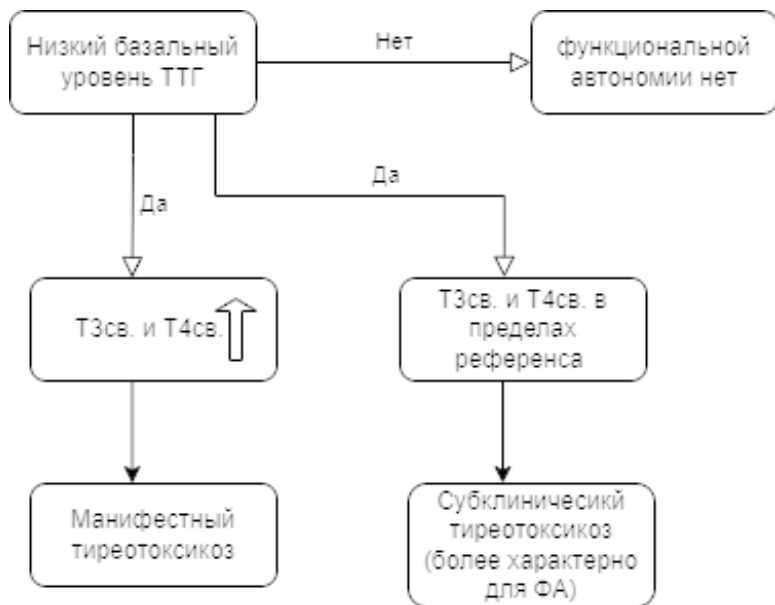 Низкий базальный
уровень ТТГ
Нет
функциональной
автономии нет
Да
Да
Т3св. и Т4св.
Т3св. и Т4св. в
пределах
референса
Манифестный
тиреотоксикоз
Субклиничесикй
тиреотоксикоз
(более характерно
для ФА)